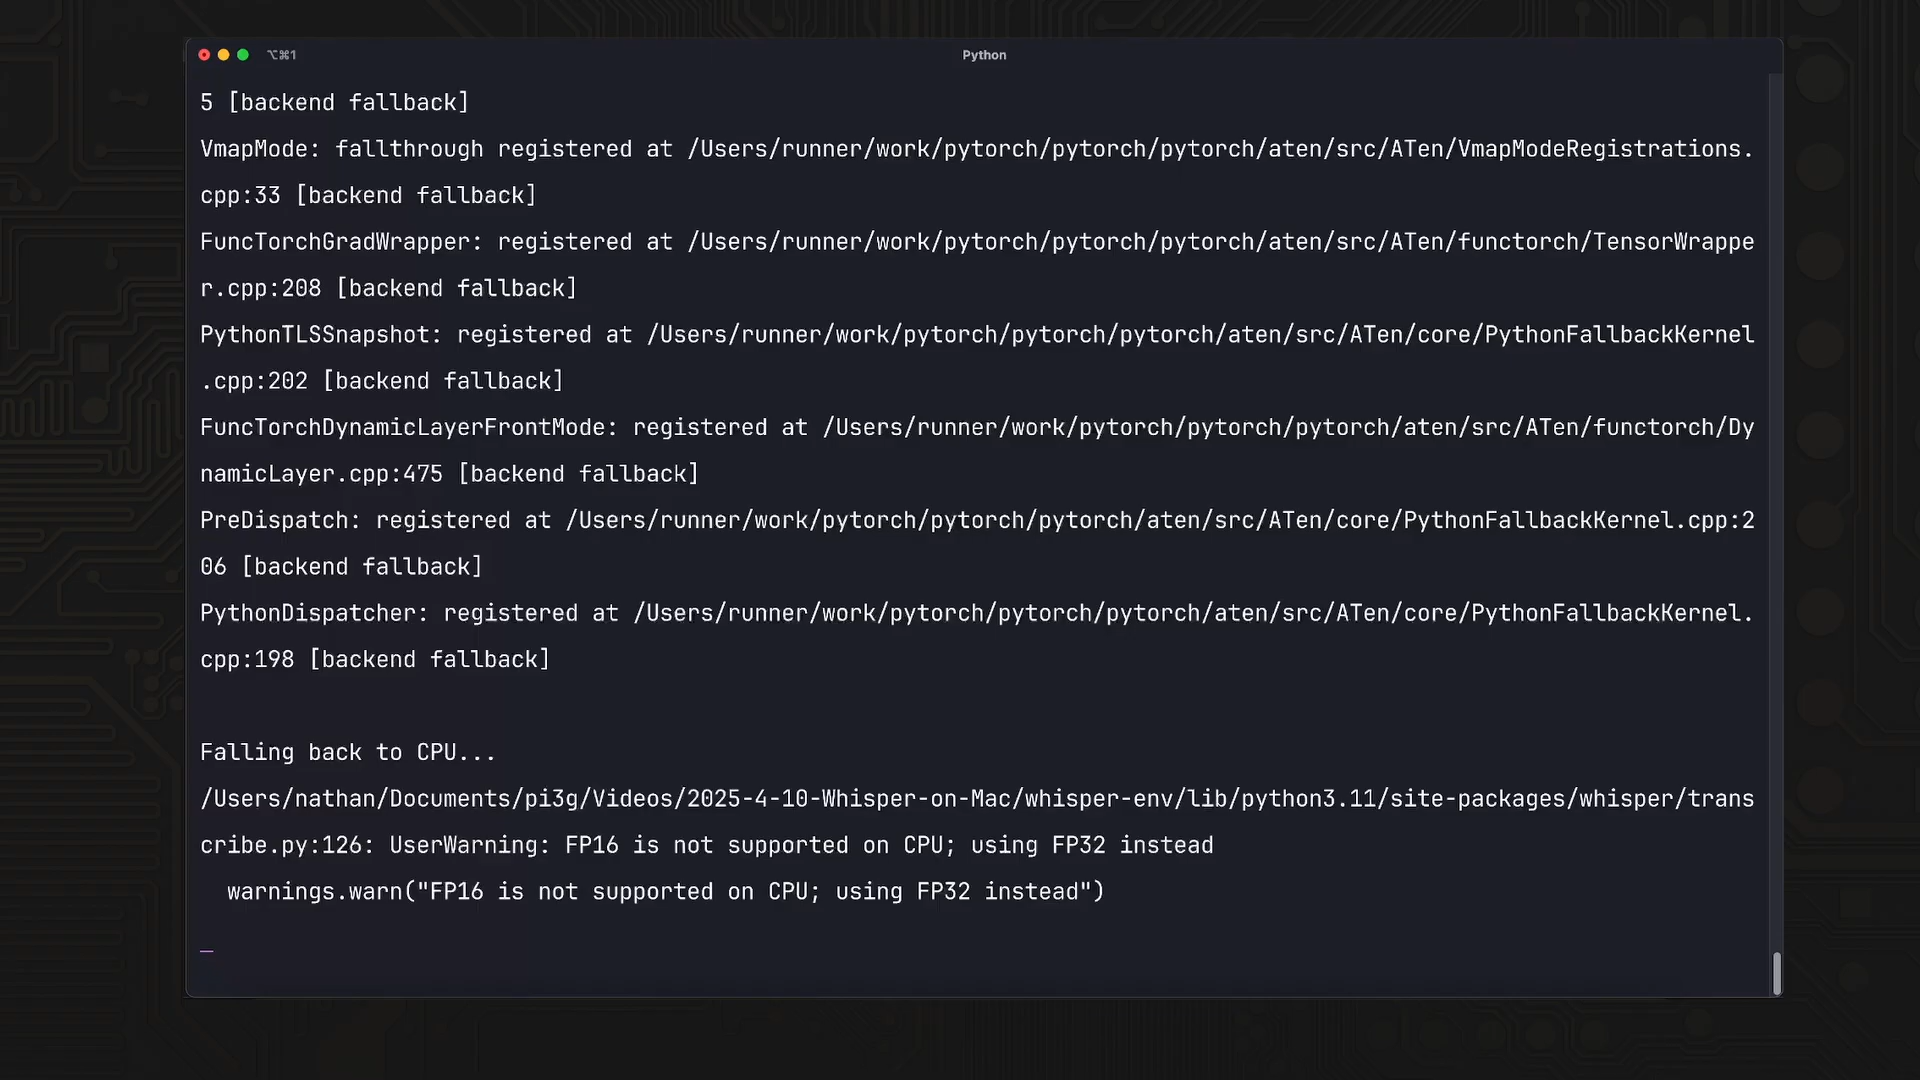 ⌥⌘1
Python
5 [backend fallback]
VmapMode: fallthrough registered at /Users/runner/work/pytorch/pytorch/pytorch/aten/src/ATen/VmapModeRegistrations.
cpp:33 [backend fallback]
FuncTorchGradWrapper: registered at /Users/runner/work/pytorch/pytorch/pytorch/aten/src/ATen/functorch/TensorWrappe
r.cpp:208 [backend fallback]
PythonTLSSnapshot: registered at /Users/runner/work/pytorch/pytorch/pytorch/aten/src/ATen/core/PythonFallbackKernel
.cpp:202 [backend fallback]
FuncTorchDynamicLayerFrontMode: registered at /Users/runner/work/pytorch/pytorch/pytorch/aten/src/ATen/functorch/Dy
namicLayer.cpp:475 [backend fallback]
PreDispatch: registered at /Users/runner/work/pytorch/pytorch/pytorch/aten/src/ATen/core/PythonFallbackKernel.cpp:2
06 [backend fallback]
PythonDispatcher: registered at /Users/runner/work/pytorch/pytorch/pytorch/aten/src/ATen/core/PythonFallbackKernel.
cpp:198 [backend fallback]
Falling back to CPU...
/Users/nathan/Documents/pi3g/Videos/2025-4-10-Whisper-on-Mac/whisper-env/lib/python3.11/site-packages/whisper/trans
cribe.py:126: UserWarning: FP16 is not supported on CPU; using FP32 instead
  warnings.warn("FP16 is not supported on CPU; using FP32 instead")